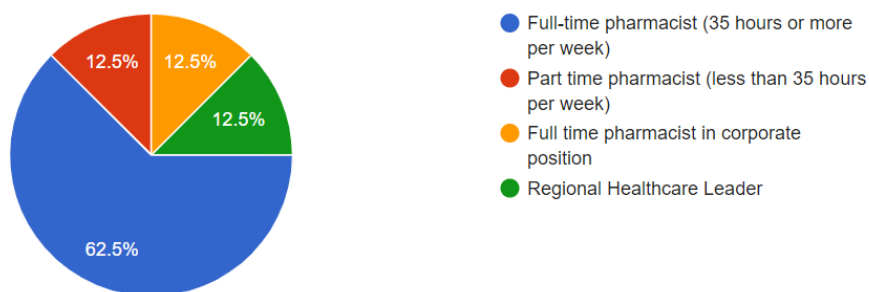 Full-time pharmacist (35 hours or more
per week)
12.5%
12.5%
Part time pharmacist (less than 35 hours
per week)
12.5%
Full time pharmacist in corporate
position
Regional Healthcare Leader
62.5%